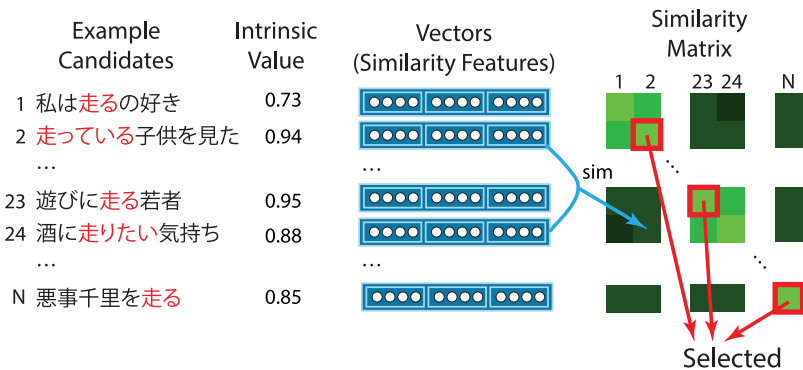 Example Candidates
Intrinsic Value
Vectors (Similarity Features)
Similarity Matrix
1 2 23 24 N
1 私は走るの好き 0.73
2 走っている子供を見た 0.94
... ...
sim
23 遊びに走る若者 0.95
24 酒に走りたい気持ち 0.88
... ...
N 悪事千里を走る 0.85
Selected